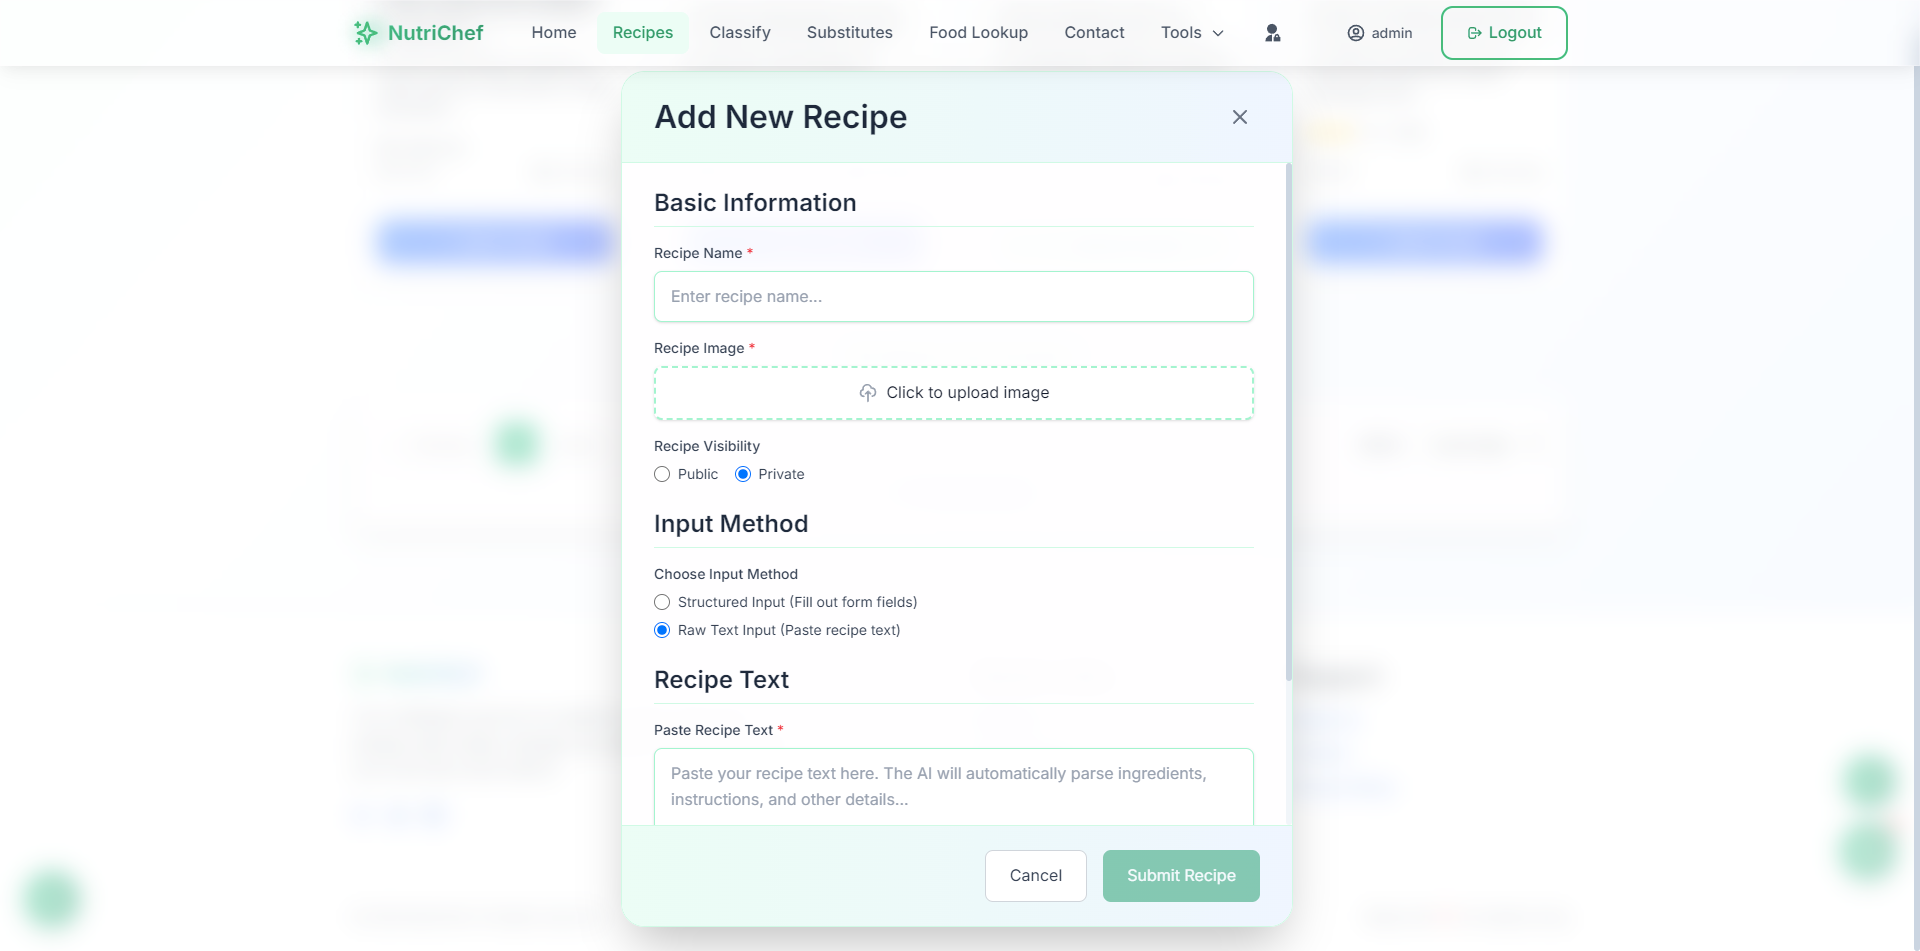 NutriChef
Home
Recipes
Classify
Substitutes
Food Lookup
Contact
Tools
admin
Logout
Add New Recipe
Basic Information
Recipe Name *
Enter recipe name...
Recipe Image *
Click to upload image
Recipe Visibility
Public
Private
Input Method
Choose Input Method
Structured Input (Fill out form fields)
Raw Text Input (Paste recipe text)
Recipe Text
Paste Recipe Text *
Paste your recipe text here. The AI will automatically parse ingredients,
instructions, and other details...
Cancel
Submit Recipe